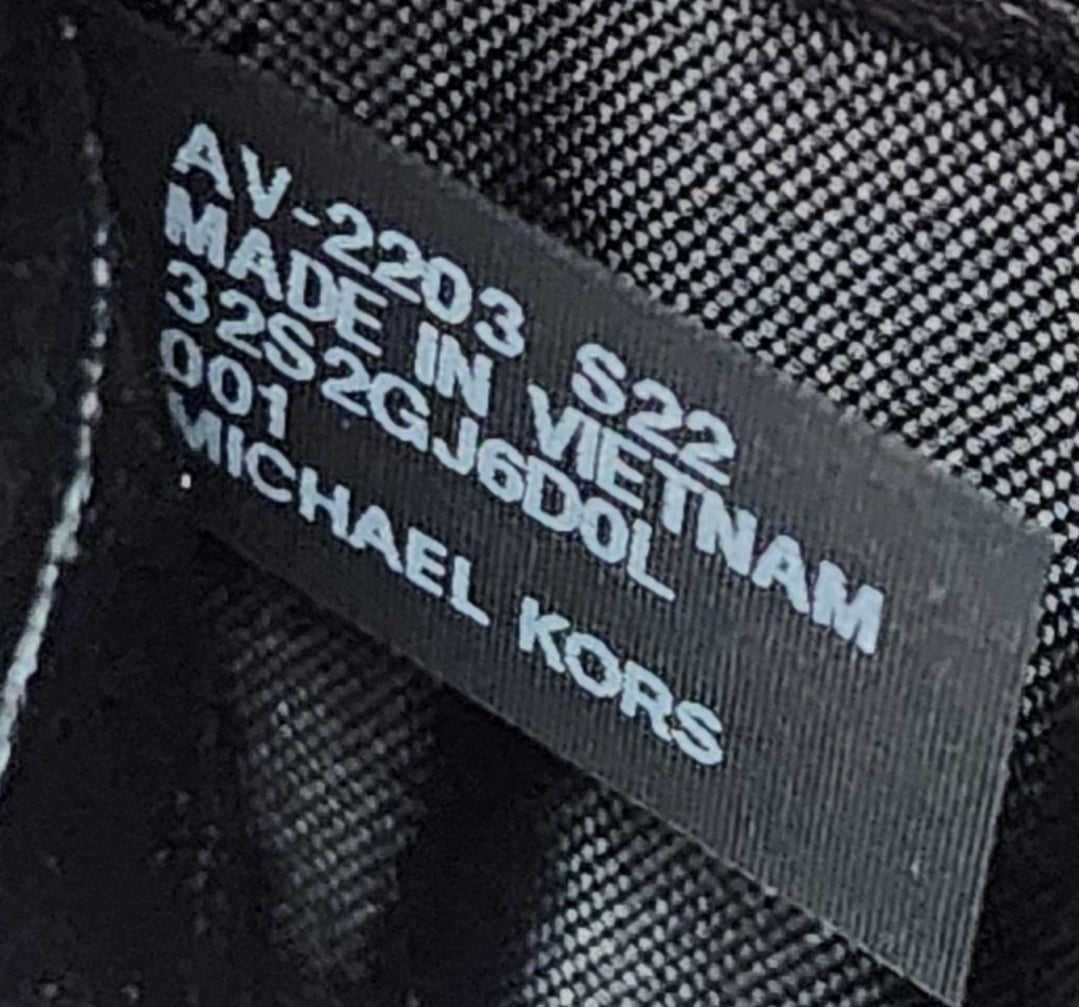 AV-2203 S22
MADE IN VIETNAM
32S2GJ6D0L
001
MICHAEL KORS